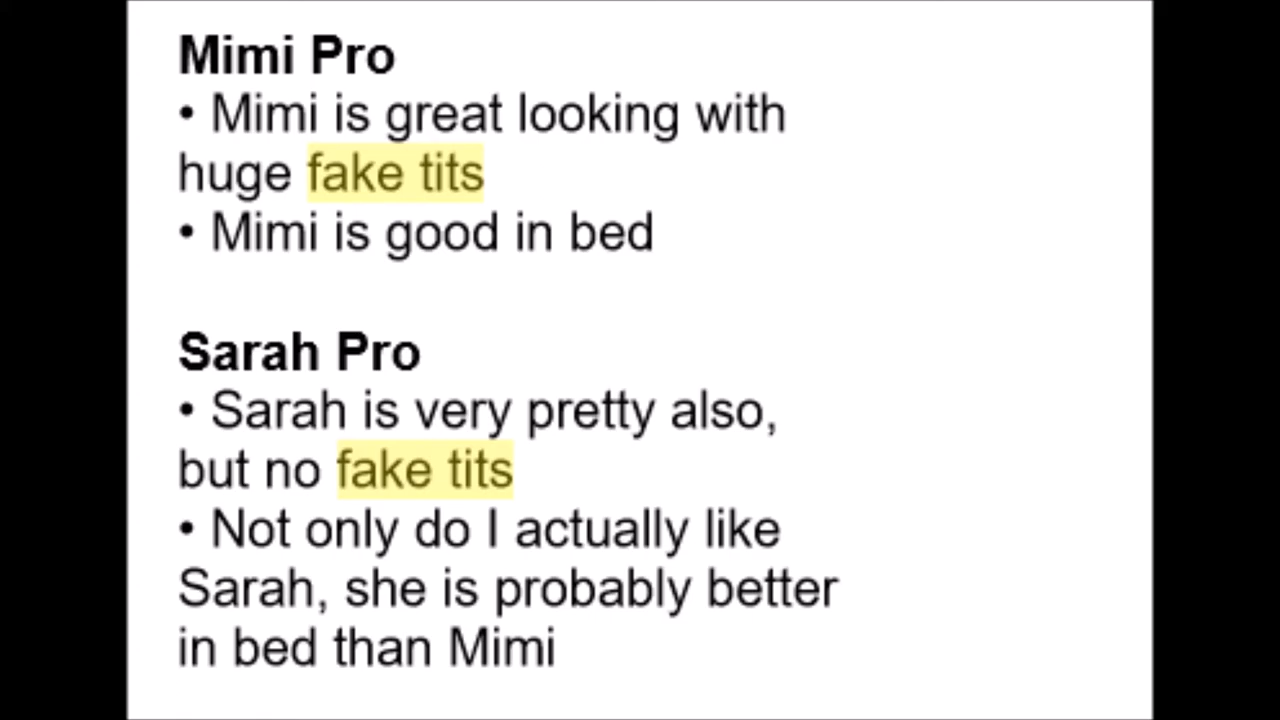 Mimi Pro
• Mimi is great looking with
huge fake tits
• Mimi is good in bed
Sarah Pro
• Sarah is very pretty also,
but no fake tits
• Not only do I actually like
Sarah, she is probably better
in bed than Mimi